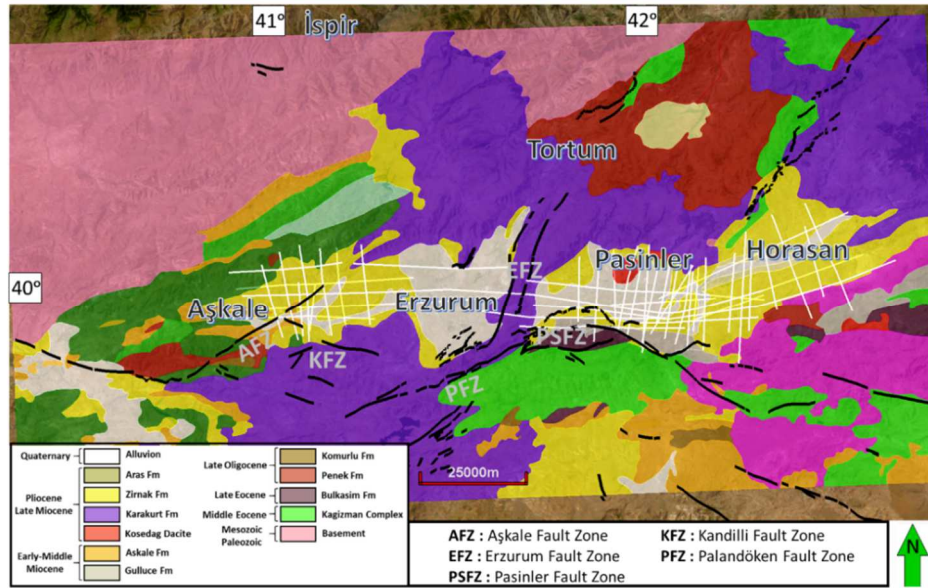 41º
42º
İspir
Tortum
40º
EFZ
Pasinler
Horasan
Aşkale
Erzurum
AFZ
KFZ
PSFZ
PFZ
25000m
Quaternary
Alluvion
Aras Fm
Pliocene
Late Miocene
Zirnak Fm
Karakurt Fm
Kosedag Dacite
Early-Middle
Miocene
Askale Fm
Gulluce Fm
Late Oligocene
Komurlu Fm
Penek Fm
Late Eocene
Bulkasim Fm
Middle Eocene
Kagizman Complex
Mesozoic
Paleozoic
Basement
AFZ : Aşkale Fault Zone
KFZ : Kandilli Fault Zone
EFZ : Erzurum Fault Zone
PFZ : Palandöken Fault Zone
PSFZ : Pasinler Fault Zone
N